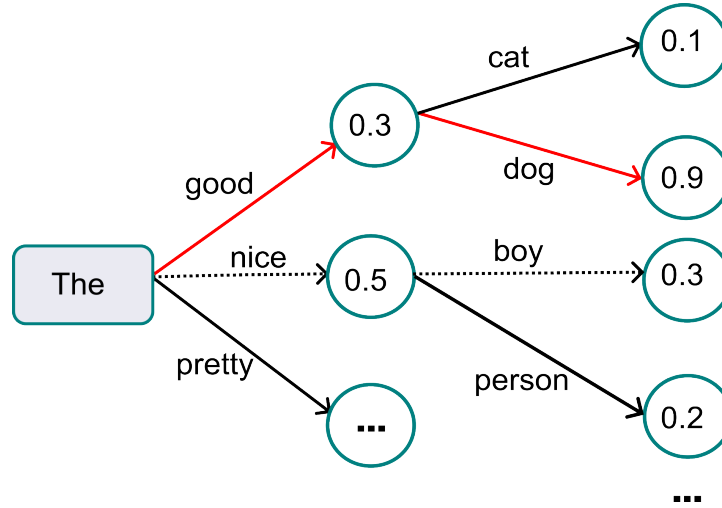 0.1
cat
0.3
good
dog
0.9
nice
boy
The
0.5
0.3
pretty
person
...
0.2
...